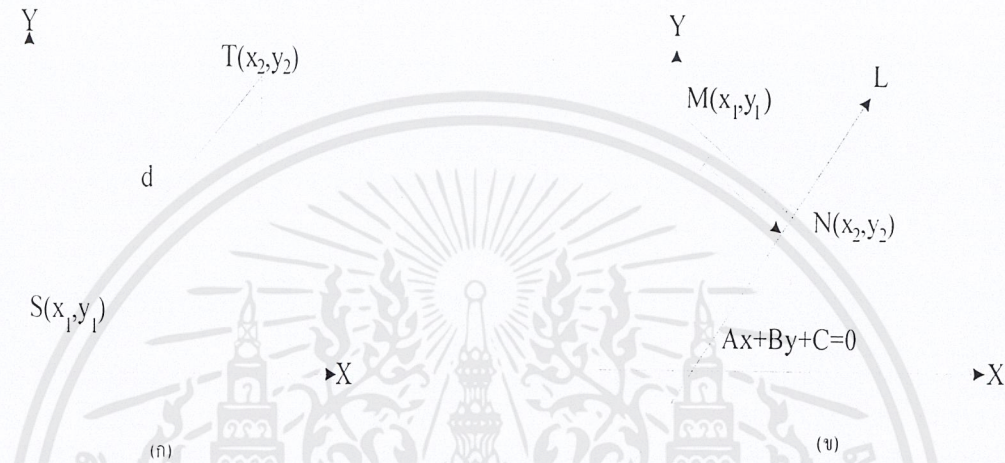 Y
T(x₂,y₂)
d
S(x₁,y₁)
X
(ก)
Y
L
M(x₁,y₁)
N(x₂,y₂)
Ax+By+C=0
X
(ข)